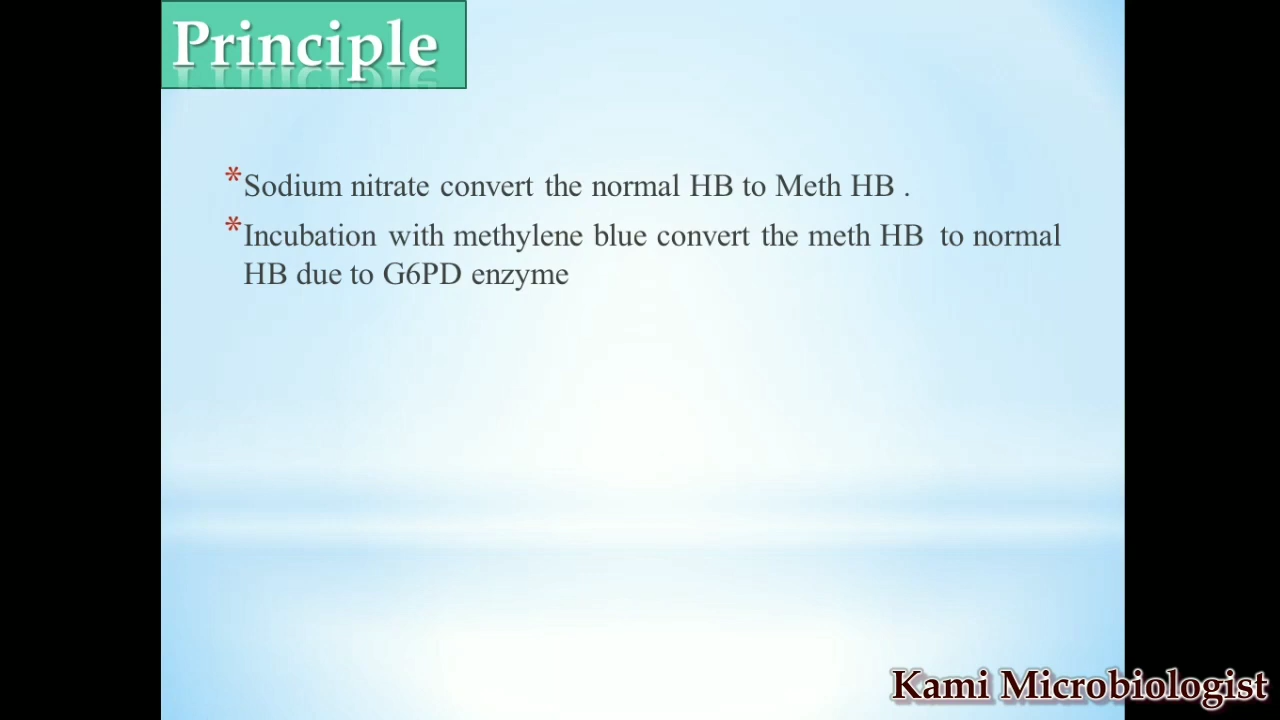 Principle
*Sodium nitrate convert the normal HB to Meth HB .
*Incubation with methylene blue convert the meth HB to normal
HB due to G6PD enzyme
Kami Microbiologist